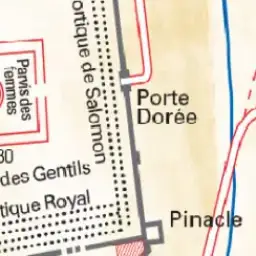 ortique de Salomon
Parvis des
femmes
Porte
Dorée
30
des Gentils
tique Royal
Pinacle